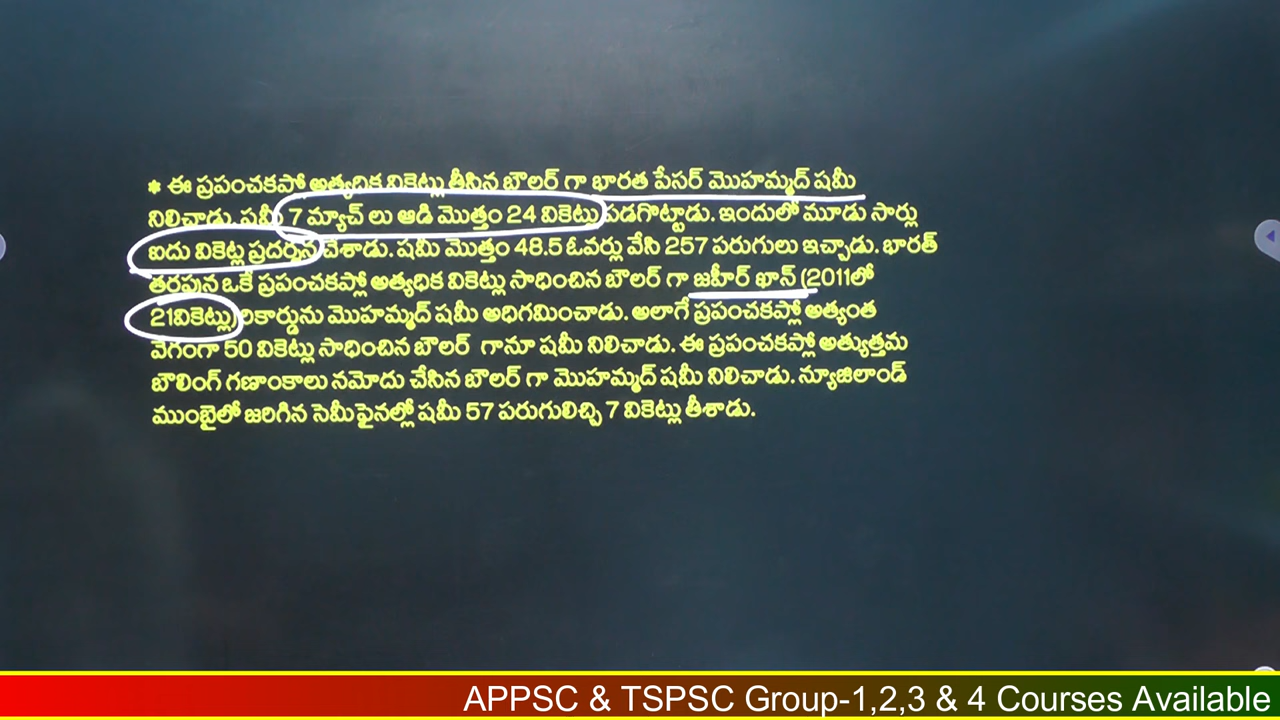 * ఈ ప్రపంచకప్‌లో అత్యధిక వికెట్లు తీసిన బౌలర్ గా భారత పేసర్ మొహమ్మద్ షమీ
నిలిచాడు. షమీ 7 మ్యాచ్ లు ఆడి మొత్తం 24 వికెట్లు పడగొట్టాడు. ఇందులో మూడు సార్లు
ఐదు వికెట్ల ప్రదర్శన చేశాడు. షమీ మొత్తం 48.5 ఓవర్లు వేసి 257 పరుగులు ఇచ్చాడు. భారత్
తరపున ఒకే ప్రపంచకప్లో అత్యధిక వికెట్లు సాధించిన బౌలర్ గా జహీర్ ఖాన్ (2011లో
21వికెట్లు) రికార్డును మొహమ్మద్ షమీ అధిగమించాడు. అలాగే ప్రపంచకప్లో అత్యంత
వేగంగా 50 వికెట్లు సాధించిన బౌలర్ గానూ షమీ నిలిచాడు. ఈ ప్రపంచకప్లో అత్యుత్తమ
బౌలింగ్ గణాంకాలు నమోదు చేసిన బౌలర్ గా మొహమ్మద్ షమీ నిలిచాడు. న్యూజిలాండ్
ముంబైలో జరిగిన సెమీఫైనల్లో షమీ 57 పరుగులిచ్చి 7 వికెట్లు తీశాడు.
APPSC & TSPSC Group-1,2,3 & 4 Courses Available